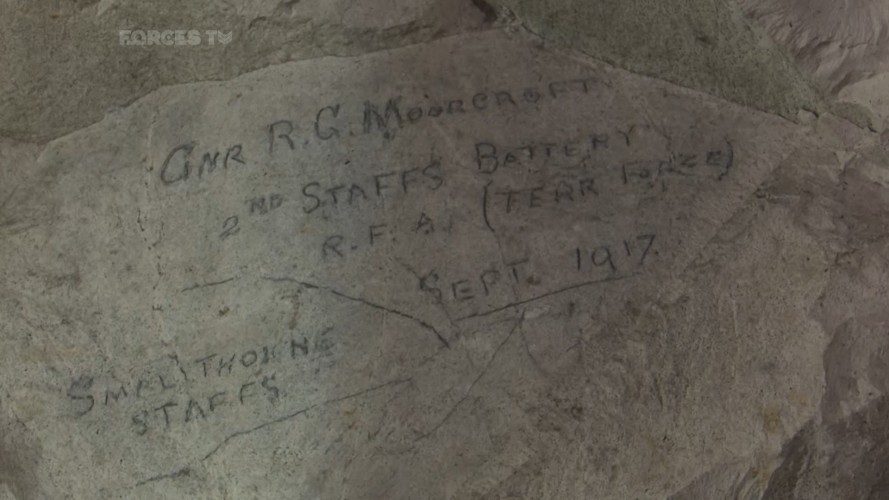 FORCES TV
GNR R.G. MOORCROFT
2ND STAFFS BATTERY
R.F.A. (TERR FORCE)
SEPT. 1917.
SMALLTHORNE
STAFFS